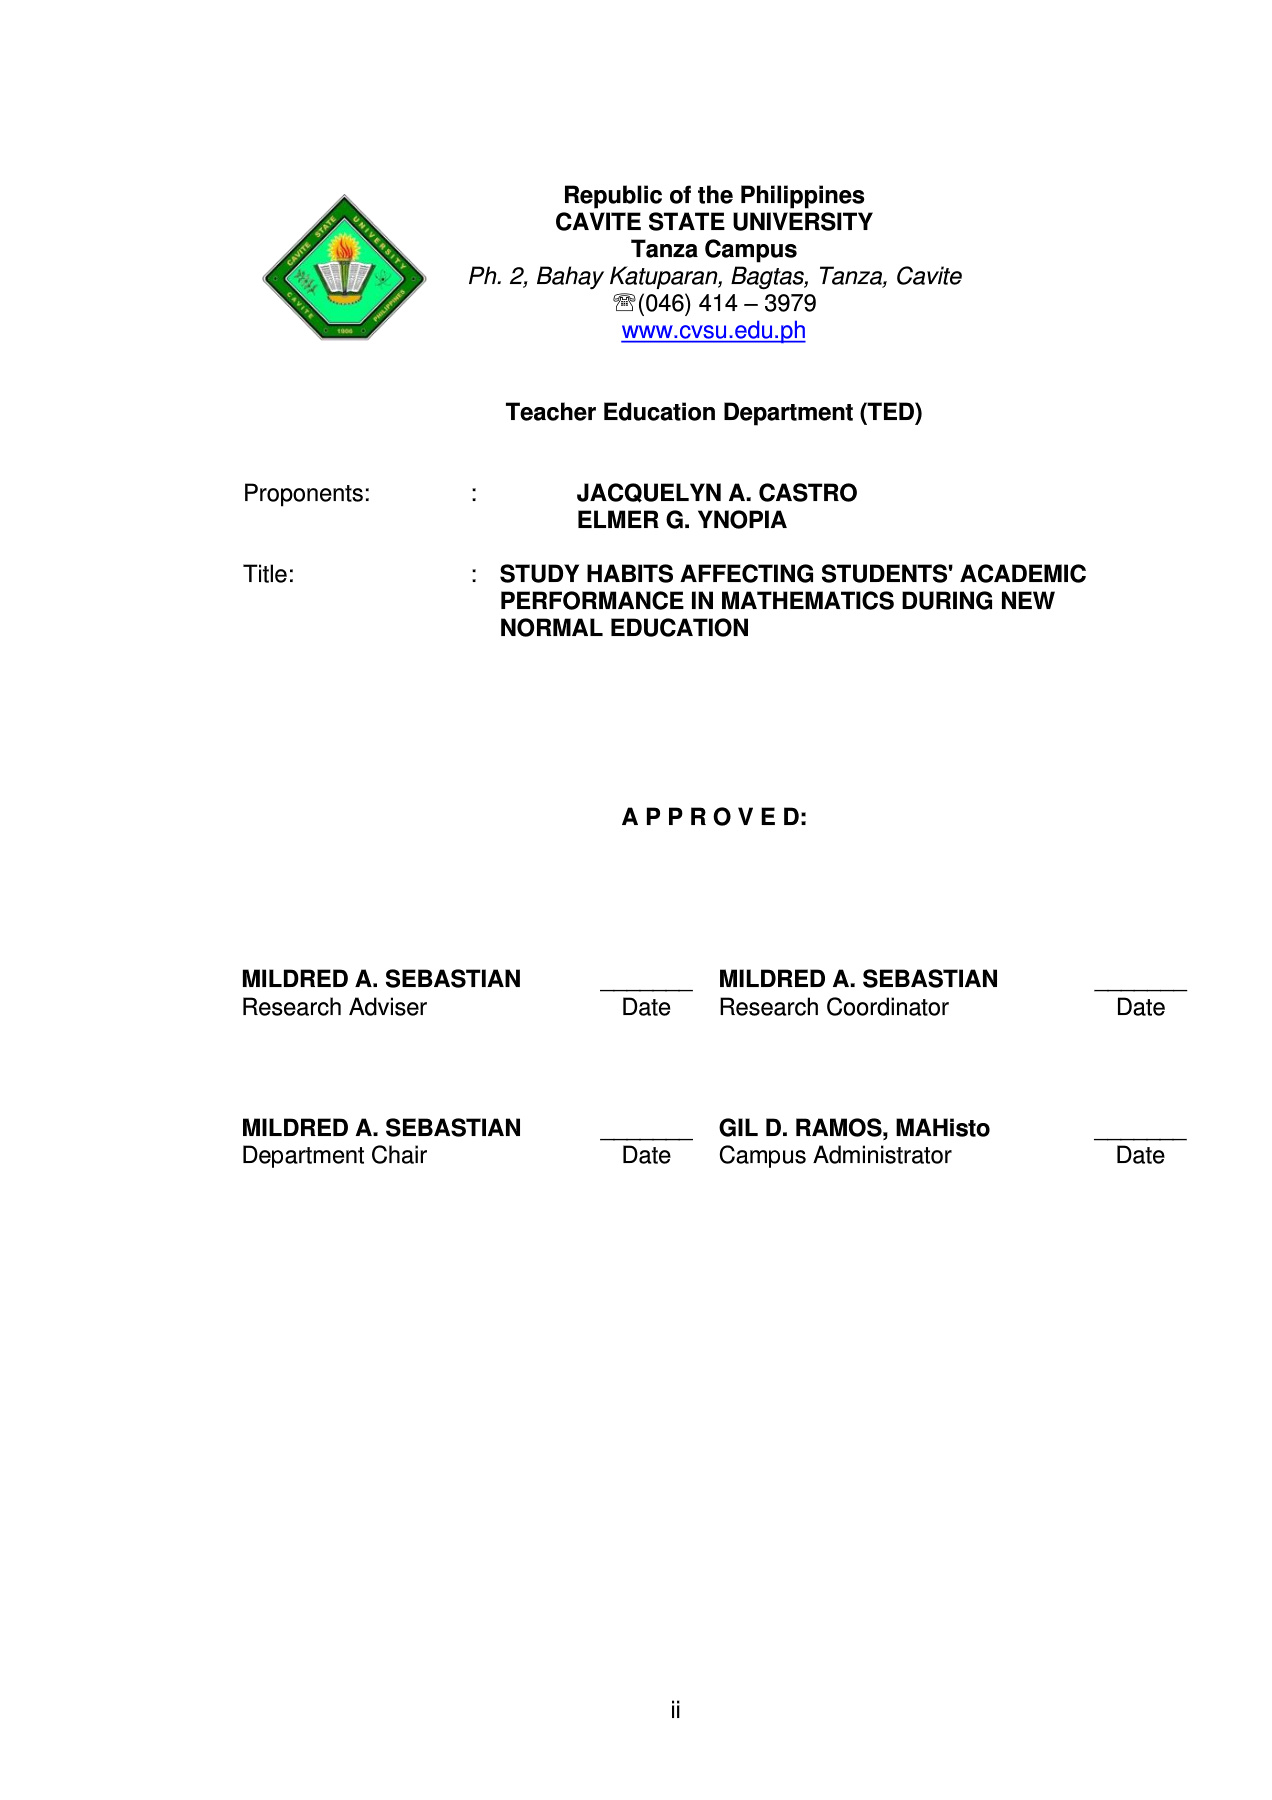 Republic of the Philippines
CAVITE STATE UNIVERSITY
Tanza Campus
Ph. 2, Bahay Katuparan, Bagtas, Tanza, Cavite
(046) 414 – 3979
www.cvsu.edu.ph
CAVITE STATE UNIVERSITY
CAVITE 1906 PHILIPPINES
Teacher Education Department (TED)
Proponents: : JACQUELYN A. CASTRO
ELMER G. YNOPIA
Title: : STUDY HABITS AFFECTING STUDENTS' ACADEMIC
PERFORMANCE IN MATHEMATICS DURING NEW
NORMAL EDUCATION
A P P R O V E D:
MILDRED A. SEBASTIAN _______ MILDRED A. SEBASTIAN _______
Research Adviser Date Research Coordinator Date
MILDRED A. SEBASTIAN _______ GIL D. RAMOS, MAHisto _______
Department Chair Date Campus Administrator Date
ii